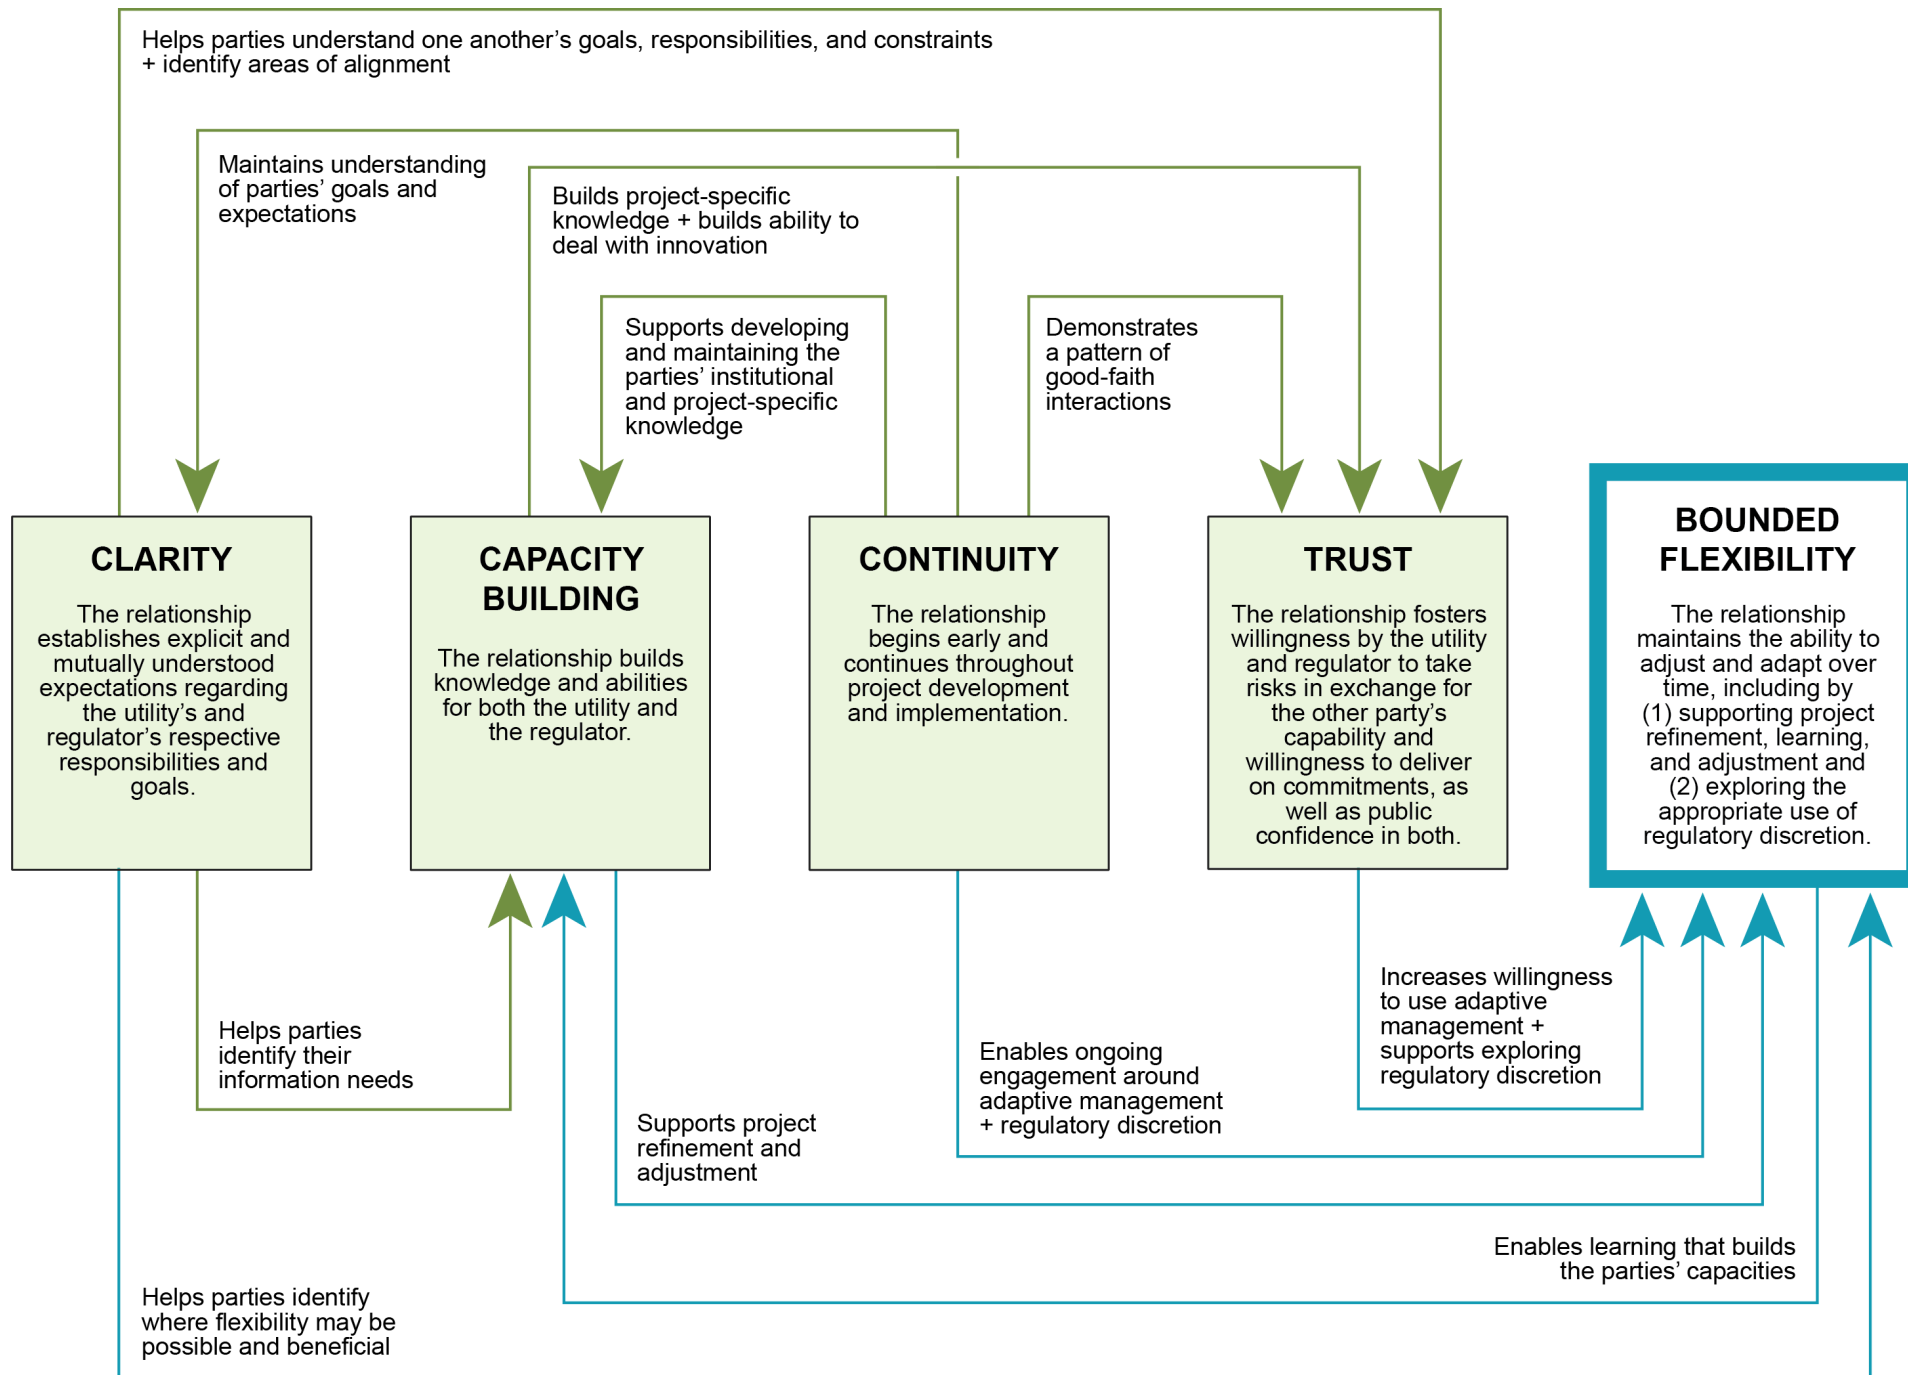 Helps parties understand one another’s goals, responsibilities, and constraints
+ identify areas of alignment
Maintains understanding
of parties’ goals and
expectations
Builds project-specific
knowledge + builds ability to
deal with innovation
Supports developing
and maintaining the
parties’ institutional
and project-specific
knowledge
Demonstrates
a pattern of
good-faith
interactions
CLARITY
The relationship
establishes explicit and
mutually understood
expectations regarding
the utility’s and
regulator’s respective
responsibilities and
goals.
CAPACITY
BUILDING
The relationship builds
knowledge and abilities
for both the utility and
the regulator.
CONTINUITY
The relationship
begins early and
continues throughout
project development
and implementation.
TRUST
The relationship fosters
willingness by the utility
and regulator to take
risks in exchange for
the other party’s
capability and
willingness to deliver
on commitments, as
well as public
confidence in both.
BOUNDED
FLEXIBILITY
The relationship
maintains the ability to
adjust and adapt over
time, including by
(1) supporting project
refinement, learning,
and adjustment and
(2) exploring the
appropriate use of
regulatory discretion.
Helps parties
identify their
information needs
Supports project
refinement and
adjustment
Enables ongoing
engagement around
adaptive management
+ regulatory discretion
Increases willingness
to use adaptive
management +
supports exploring
regulatory discretion
Enables learning that builds
the parties’ capacities
Helps parties identify
where flexibility may be
possible and beneficial